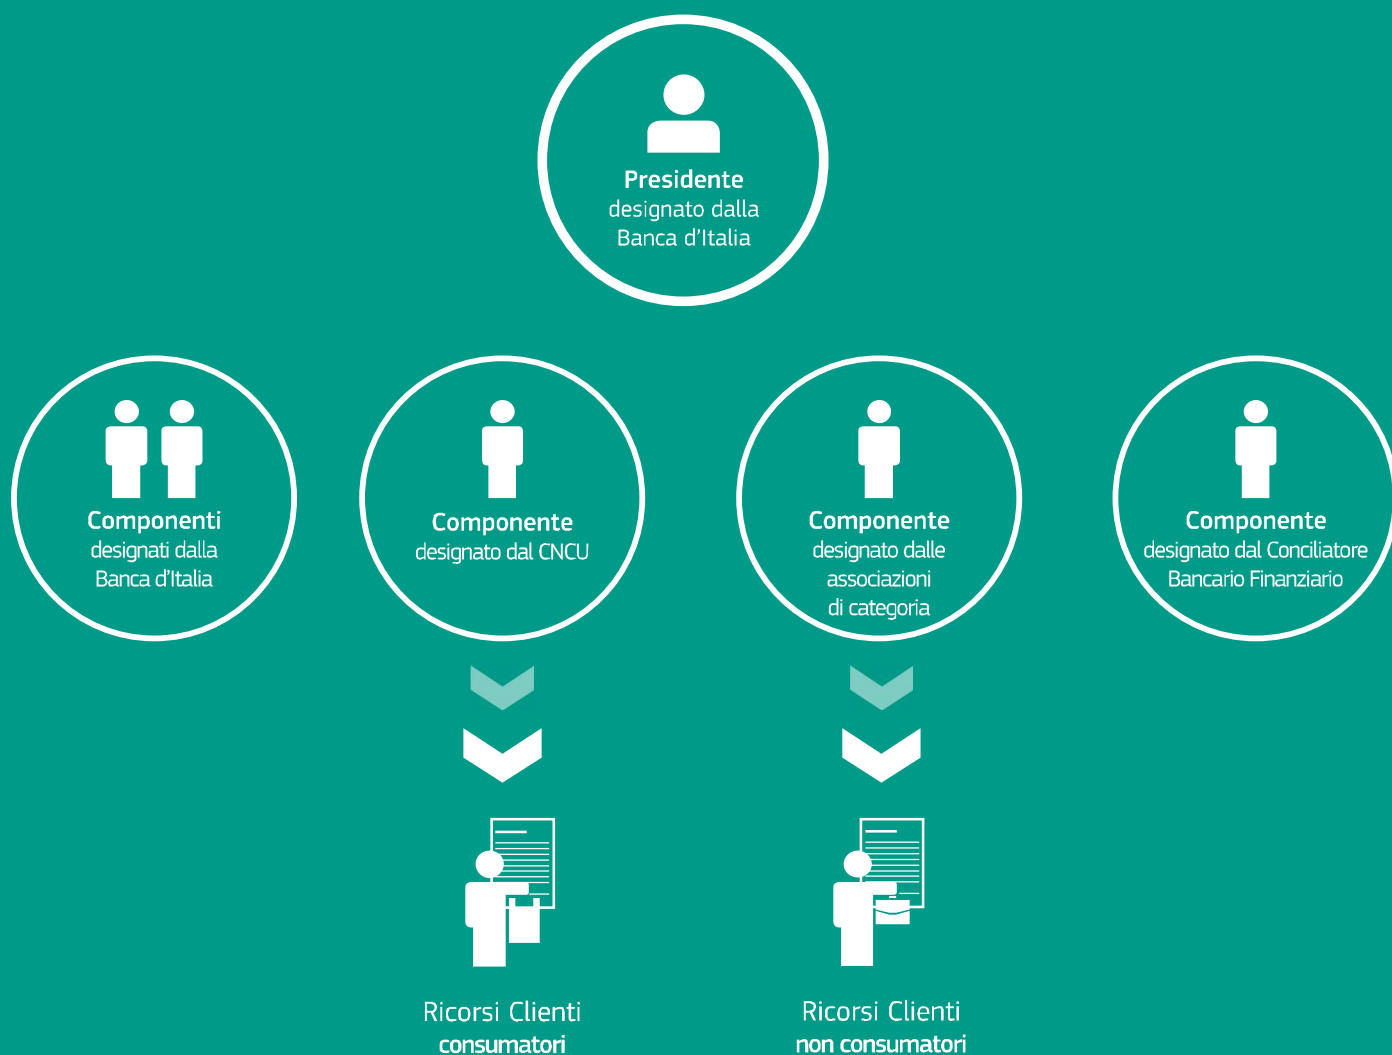 Presidente
designato dalla
Banca d'Italia
Componenti
designati dalla
Banca d'Italia
Componente
designato dal CNCU
Componente
designato dalle
associazioni
di categoria
Componente
designato dal Conciliatore
Bancario Finanziario
Ricorsi Clienti
consumatori
Ricorsi Clienti
non consumatori